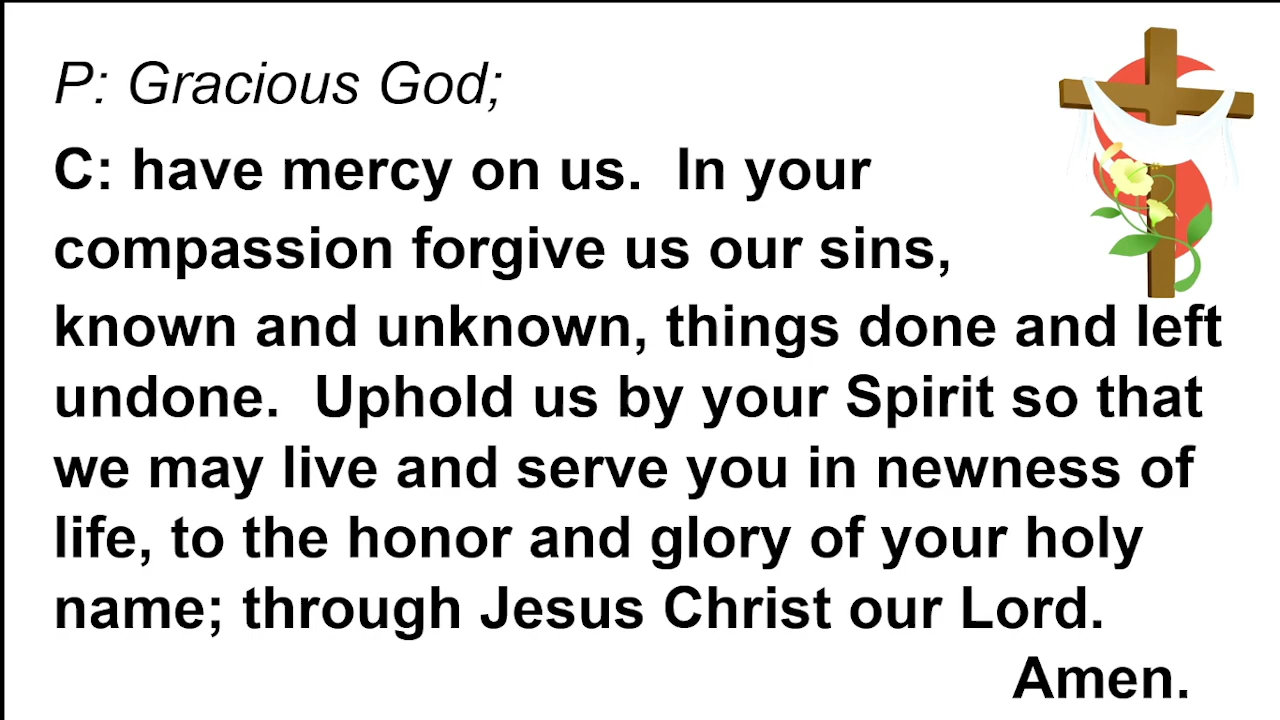 P: Gracious God;
C: have mercy on us.  In your
compassion forgive us our sins,
known and unknown, things done and left
undone.  Uphold us by your Spirit so that
we may live and serve you in newness of
life, to the honor and glory of your holy
name; through Jesus Christ our Lord.
Amen.